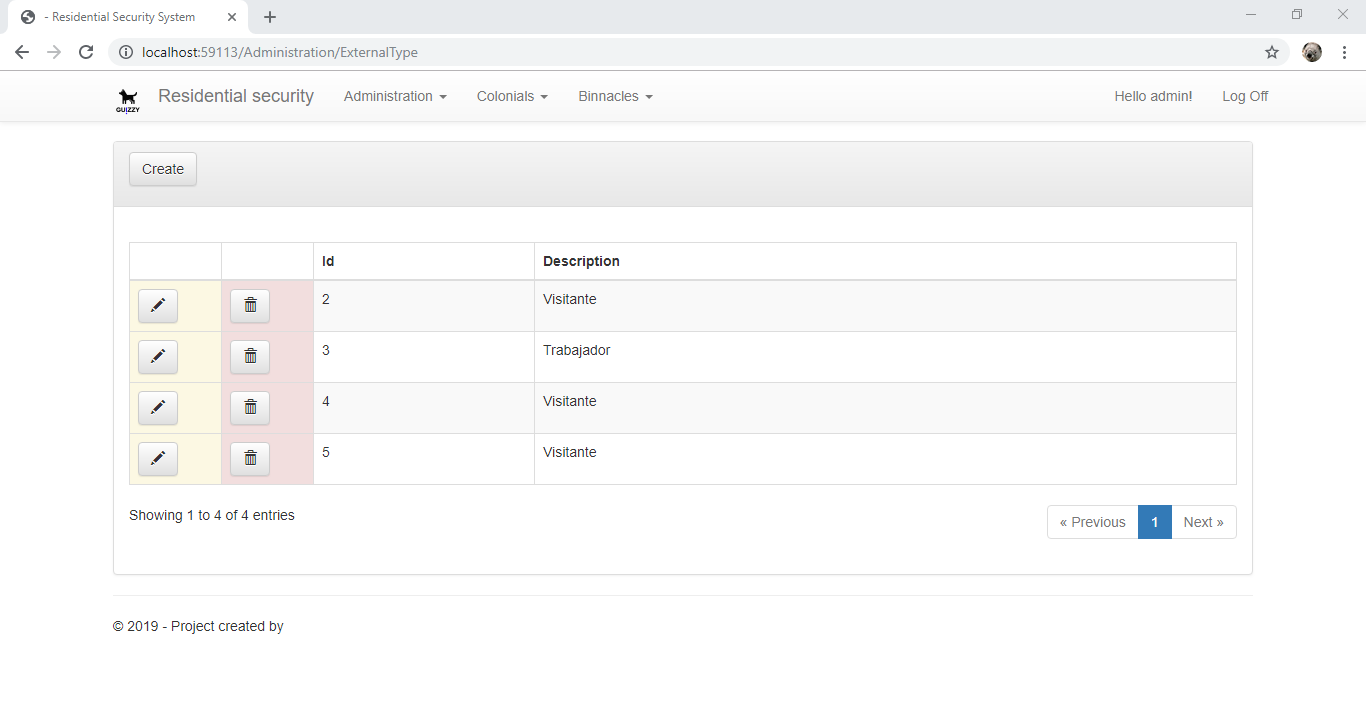 - Residential Security System
localhost:59113/Administration/ExternalType
GUIZZY
Residential security Administration Colonials Binnacles Hello admin! Log Off
Create
Id Description
2 Visitante
3 Trabajador
4 Visitante
5 Visitante
Showing 1 to 4 of 4 entries
« Previous 1 Next »
© 2019 - Project created by